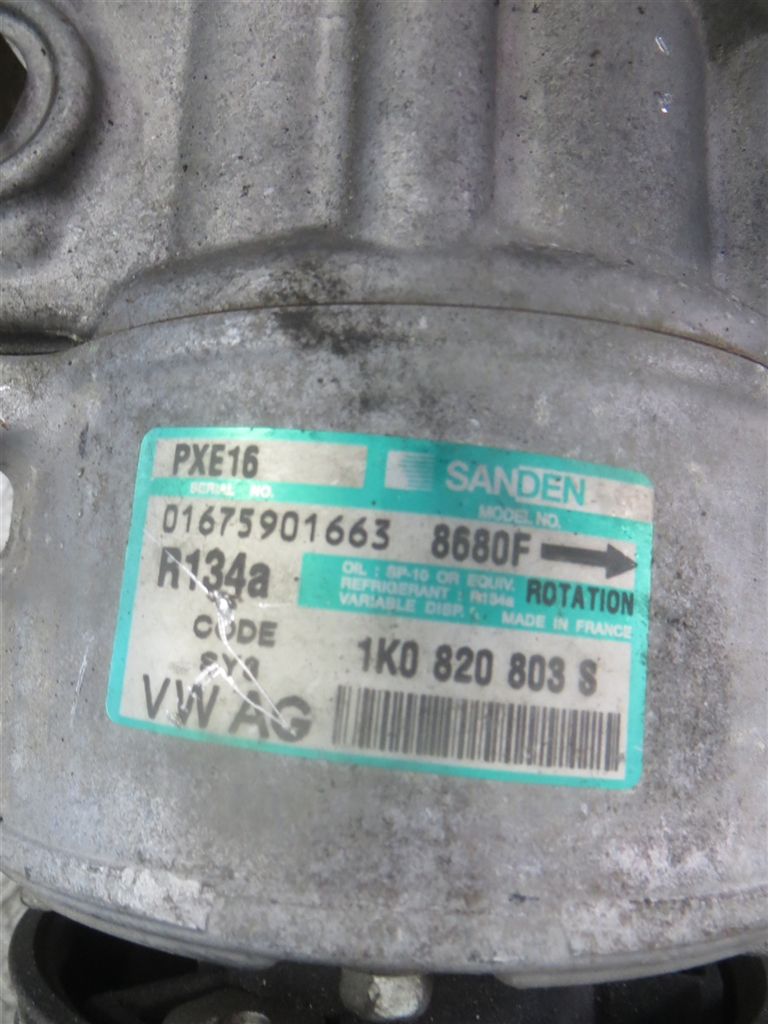 PXE16
SANDEN
SERIAL NO.
MODEL NO.
01675901663
8680F
R134a
OIL : SP-10 OR EQUIV.
REFRIGERANT : R134a
VARIABLE DISP.
ROTATION
MADE IN FRANCE
CODE
1K0 820 803 S
VW AG